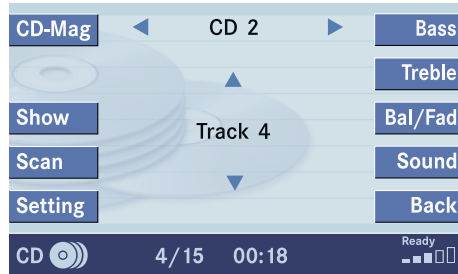 CD-Mag
CD 2
Bass
Treble
Show
Track 4
Bal/Fad
Scan
Sound
Setting
Back
CD 4/15 00:18 Ready